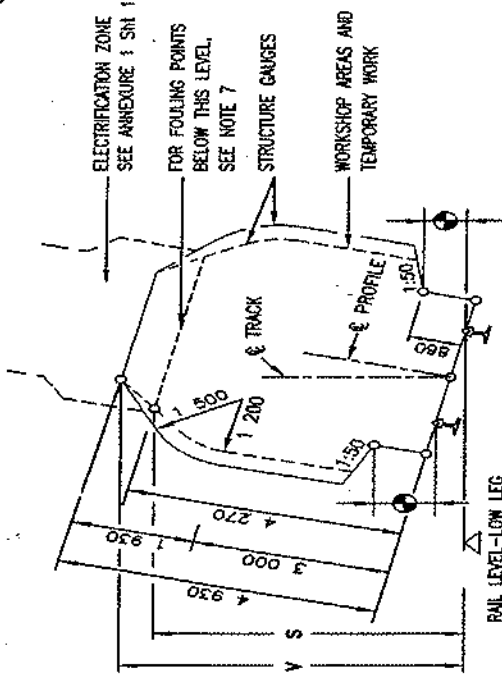 ELECTRIFICATION ZONE
SEE ANNEXURE 1 Sht 1
FOR FOULING POINTS
BELOW THIS LEVEL,
SEE NOTE 7
STRUCTURE GAUGES
WORKSHOP AREAS AND
TEMPORARY WORK
1 500
1 200
℄ TRACK
℄ PROFILE
1:50
1:50
860
4 270
1 930
3 000
4 930
S
V
RAIL LEVEL-LOW LEG